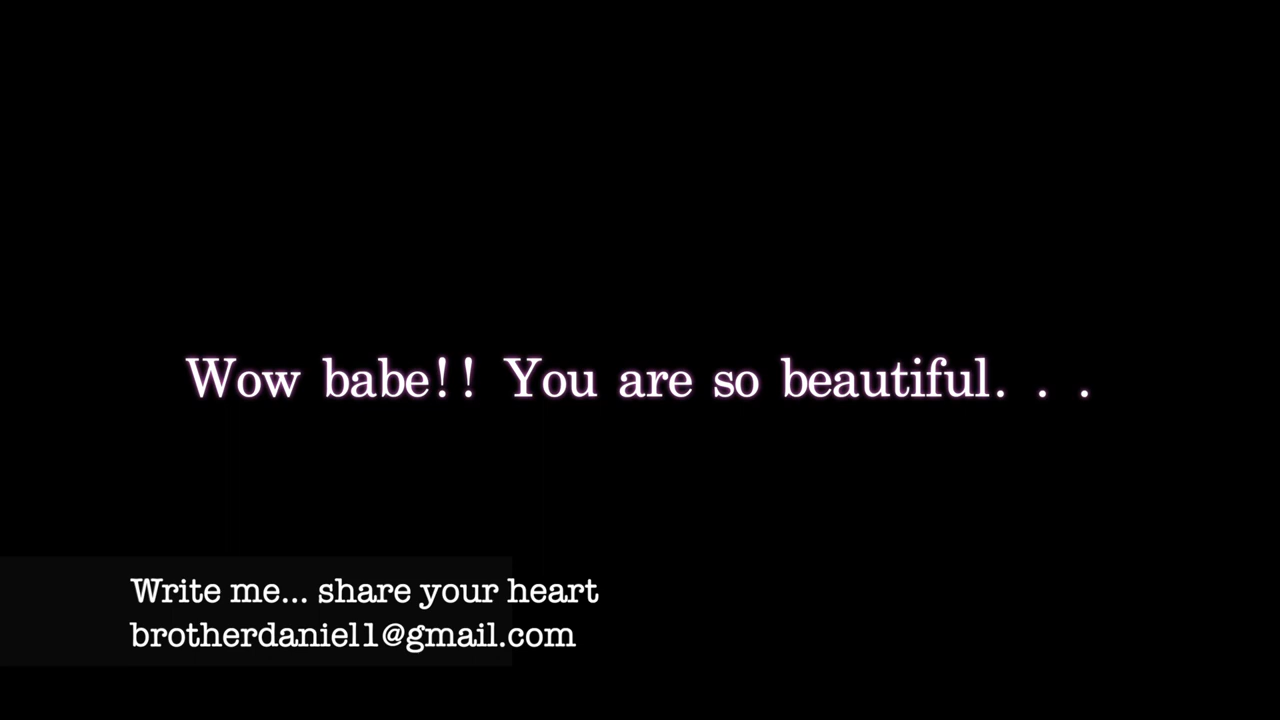 Wow babe!! You are so beautiful. . .
Write me... share your heart
brotherdaniel1@gmail.com